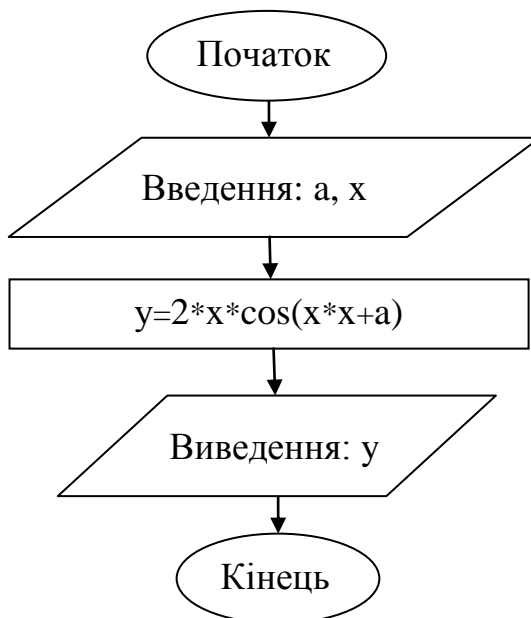 Початок
Введення: а, х
y=2*x*cos(x*x+a)
Виведення: у
Кінець